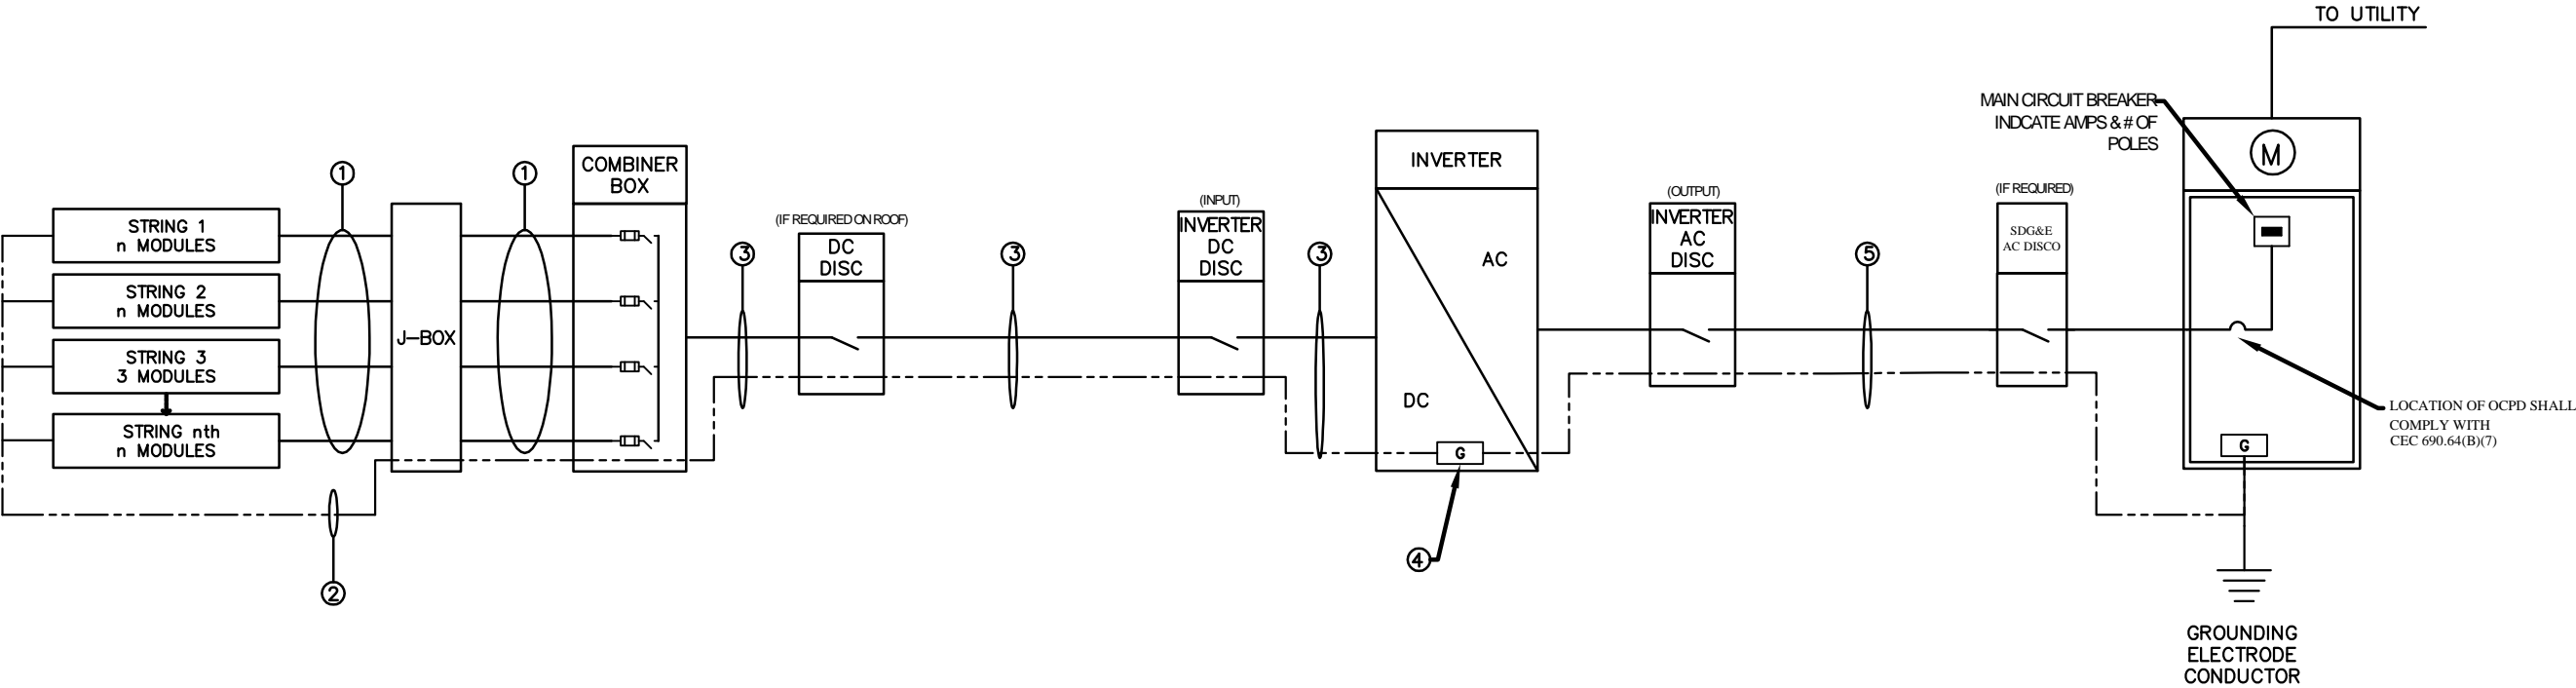 TO UTILITY
MAIN CIRCUIT BREAKER
INDCATE AMPS & # OF
POLES
M
COMBINER
BOX
INVERTER
1
1
(IF REQUIRED ON ROOF)
DC
DISC
(INPUT)
INVERTER
DC
DISC
(OUTPUT)
INVERTER
AC
DISC
(IF REQUIRED)
SDG&E
AC DISCO
STRING 1
n MODULES
STRING 2
n MODULES
STRING 3
3 MODULES
STRING nth
n MODULES
J-BOX
3
3
3
AC
DC
5
G
G
LOCATION OF OCPD SHALL
COMPLY WITH
CEC 690.64(B)(7)
2
4
GROUNDING
ELECTRODE
CONDUCTOR